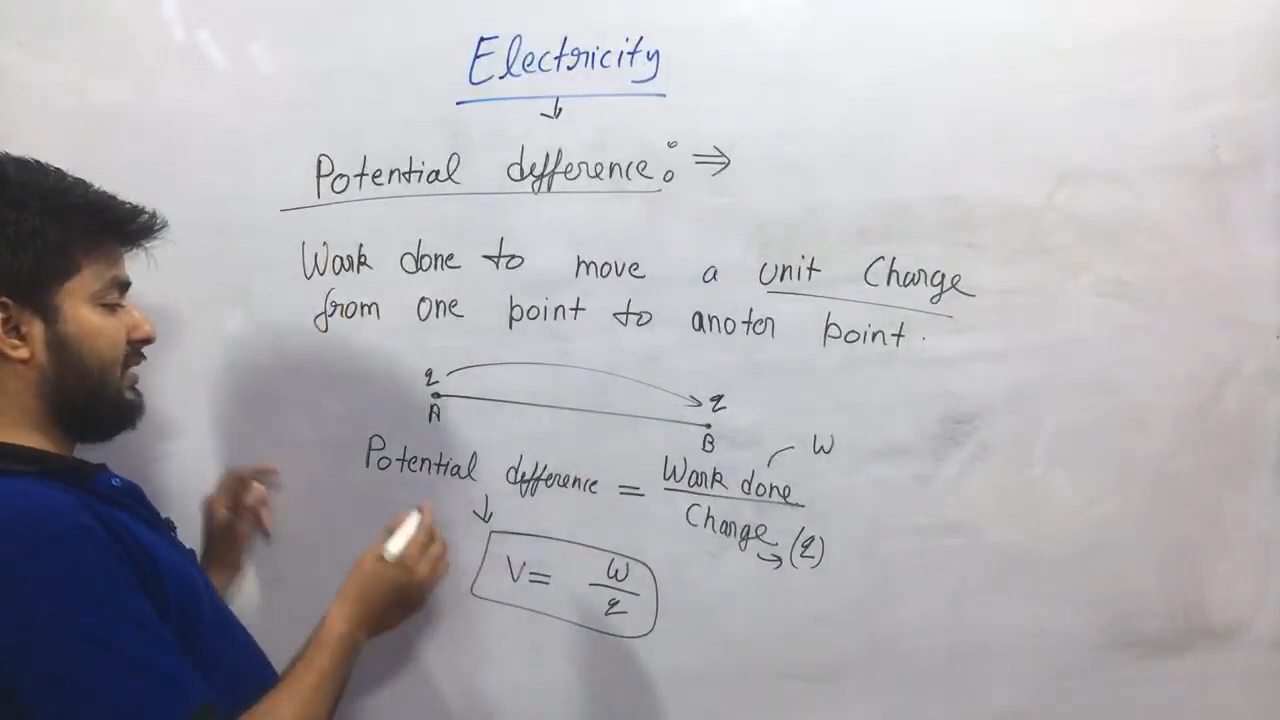 Electricity
Potential difference: ⇒
Work done to move a unit Charge
from one point to anoter point.
q q
A B
Potential difference = Work done / Charge (q)
W
V = W / q